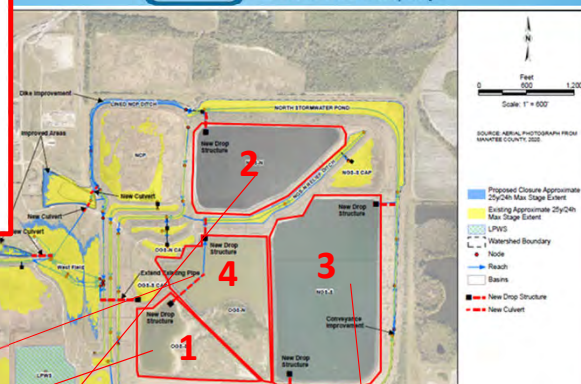 Dike Improvement
LINED NCP DITCH
NORTH STORMWATER POND
Improved Areas
New Drop
Structure
NCP
2
NGS-S CAP
New Culvert
New Culvert
New Culvert
West Field
OGS-N CAP
New Drop
Structure
New Drop
Structure
Extend Existing Pipe
OGS-S CAP
4
3
OGS-N
NGS-S
New Drop
Structure
1
Conveyance
Improvement
LPWS
New Drop
Structure
N
Feet
0 600 1,200
Scale: 1" = 600'
SOURCE: AERIAL PHOTOGRAPH FROM
MANATEE COUNTY, 2020.
Proposed Closure Approximate
25y/24h Max Stage Extent
Existing Approximate 25y/24h
Max Stage Extent
LPWS
Watershed Boundary
Node
Reach
Basins
New Drop Structure
New Culvert